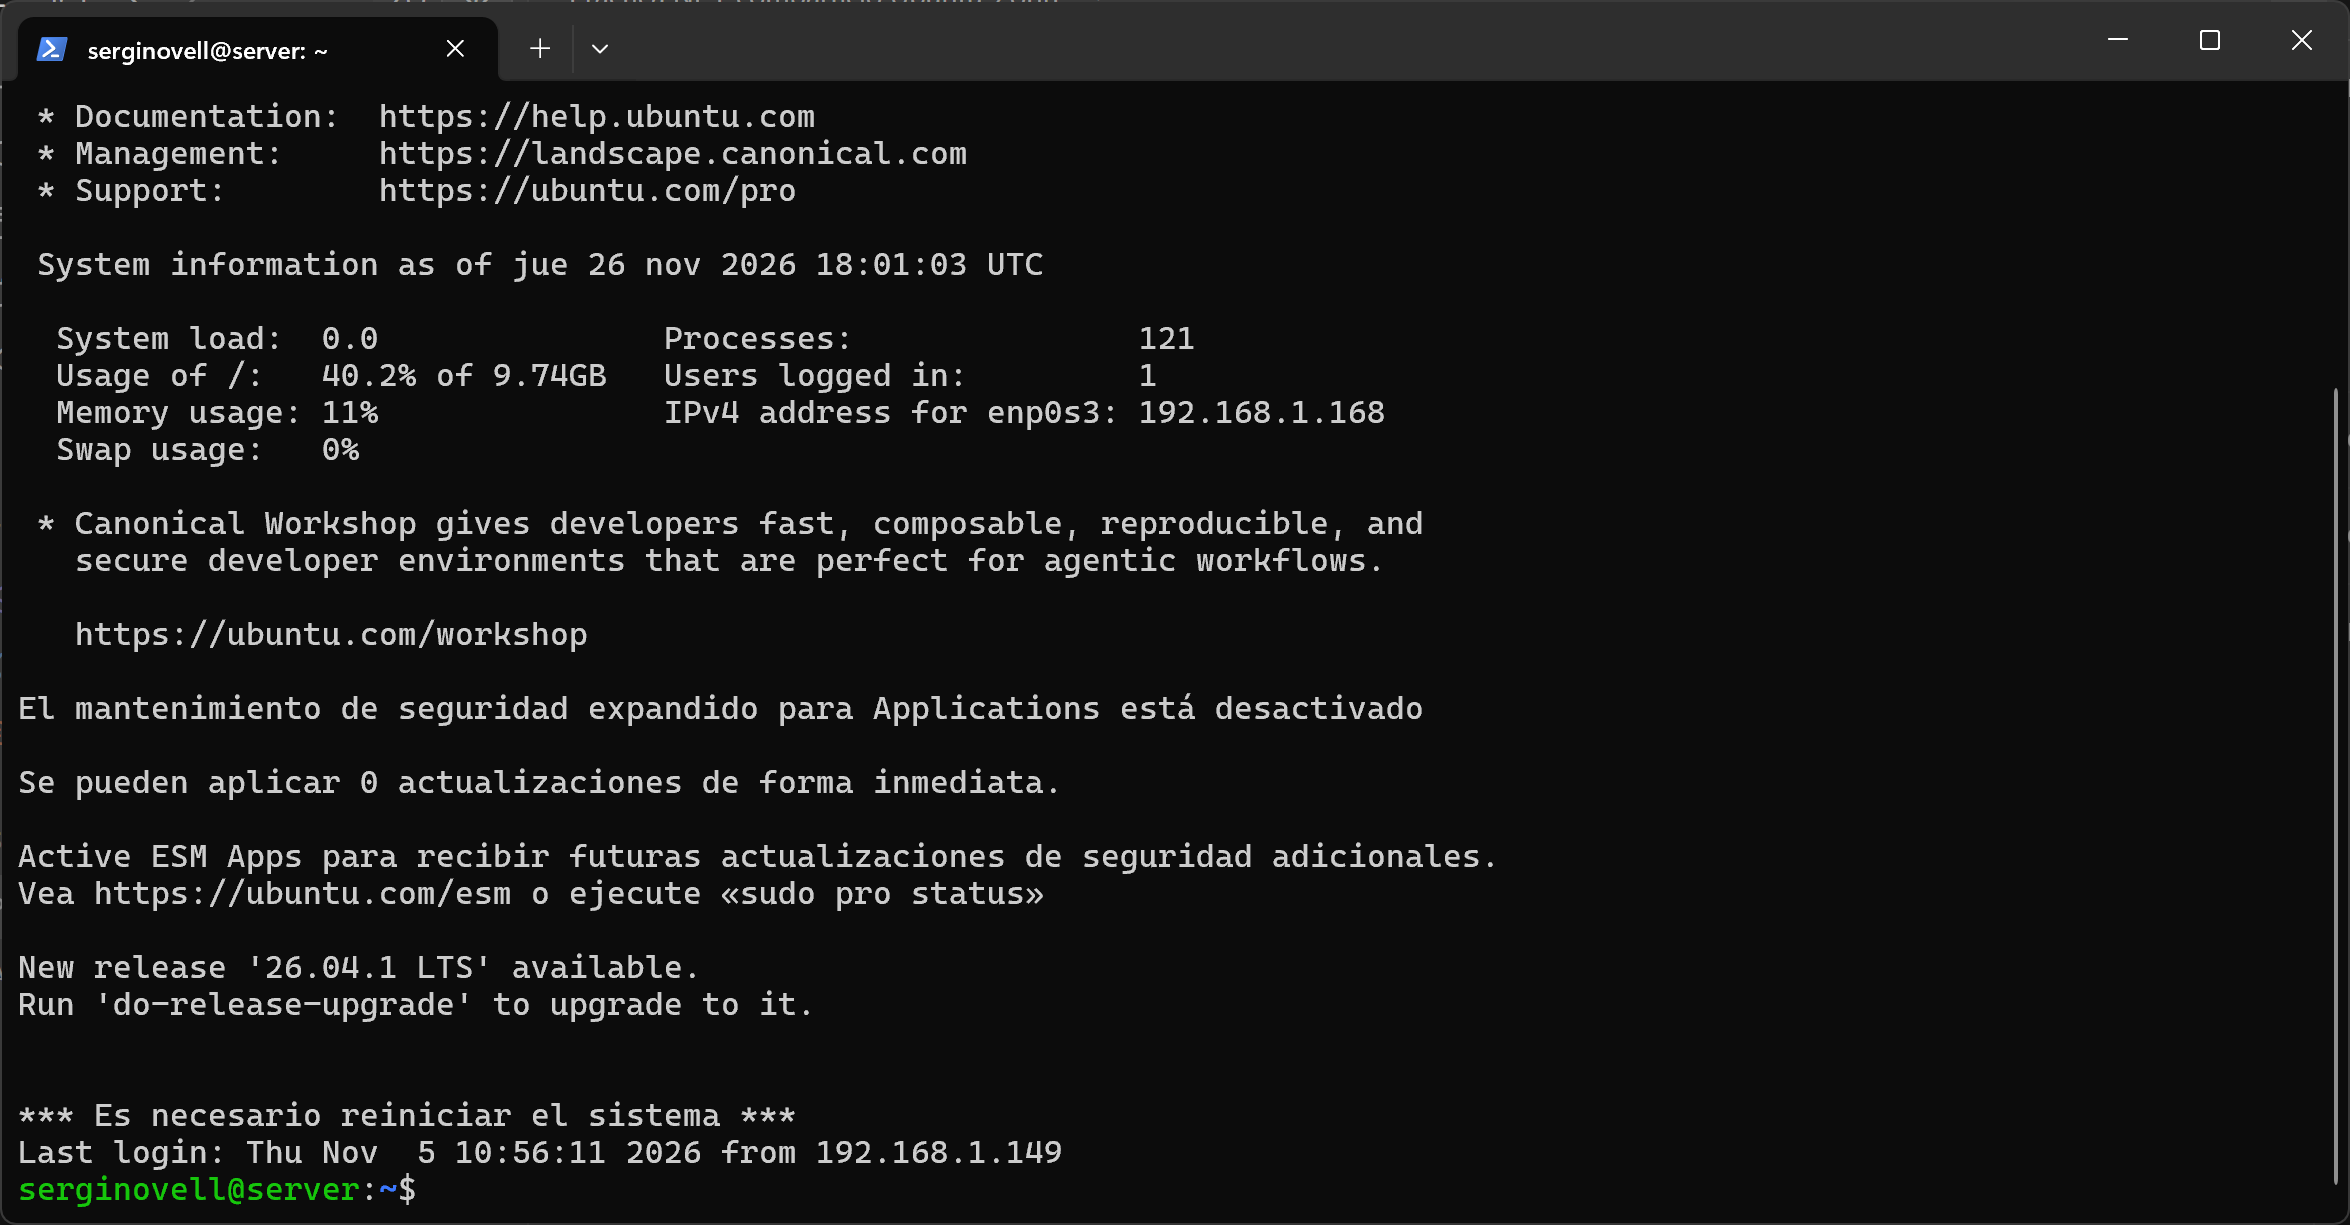 serginovell@server: ~
* Documentation:  https://help.ubuntu.com
* Management:     https://landscape.canonical.com
* Support:        https://ubuntu.com/pro
System information as of jue 26 nov 2026 18:01:03 UTC
System load:  0.0               Processes:               121
Usage of /:   40.2% of 9.74GB   Users logged in:         1
Memory usage: 11%               IPv4 address for enp0s3: 192.168.1.168
Swap usage:   0%
* Canonical Workshop gives developers fast, composable, reproducible, and
secure developer environments that are perfect for agentic workflows.
https://ubuntu.com/workshop
El mantenimiento de seguridad expandido para Applications está desactivado
Se pueden aplicar 0 actualizaciones de forma inmediata.
Active ESM Apps para recibir futuras actualizaciones de seguridad adicionales.
Vea https://ubuntu.com/esm o ejecute «sudo pro status»
New release '26.04.1 LTS' available.
Run 'do-release-upgrade' to upgrade to it.
*** Es necesario reiniciar el sistema ***
Last login: Thu Nov  5 10:56:11 2026 from 192.168.1.149
serginovell@server:~$